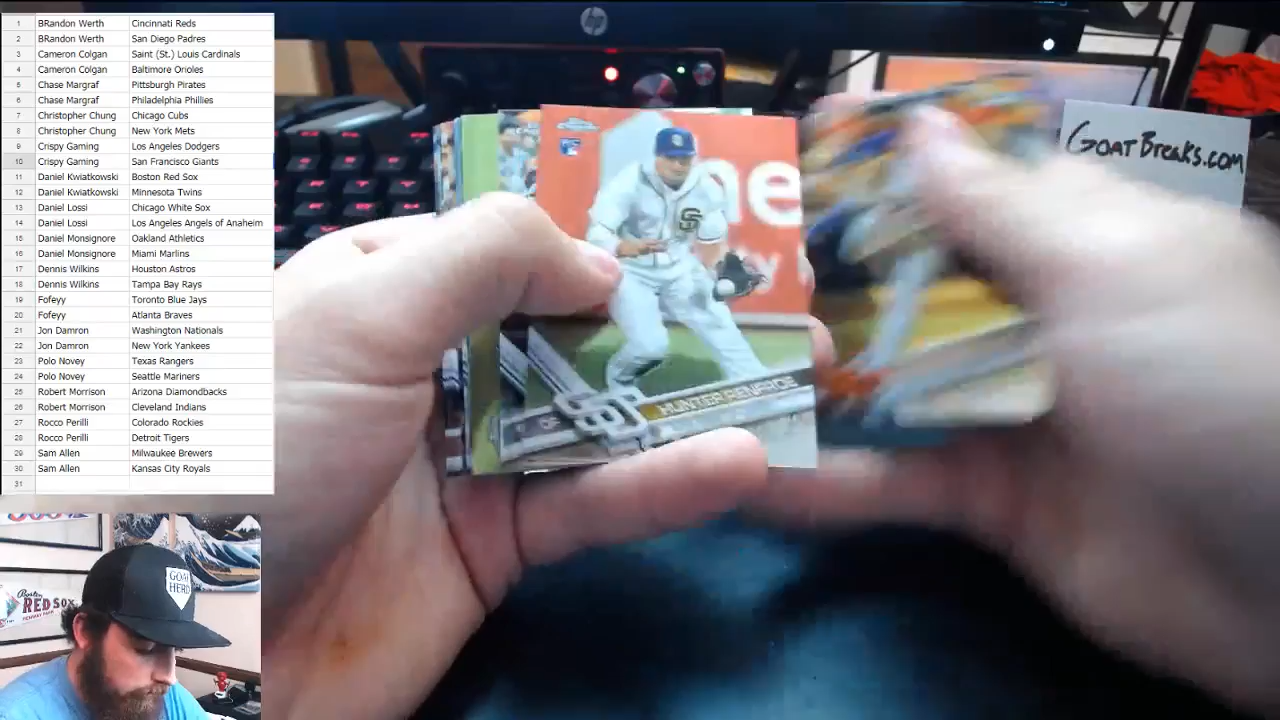 1 BRandon Werth Cincinnati Reds
2 BRandon Werth San Diego Padres
3 Cameron Colgan Saint (St.) Louis Cardinals
4 Cameron Colgan Baltimore Orioles
5 Chase Margraf Pittsburgh Pirates
6 Chase Margraf Philadelphia Phillies
7 Christopher Chung Chicago Cubs
8 Christopher Chung New York Mets
9 Crispy Gaming Los Angeles Dodgers
10 Crispy Gaming San Francisco Giants
11 Daniel Kwiatkowski Boston Red Sox
12 Daniel Kwiatkowski Minnesota Twins
13 Daniel Lossi Chicago White Sox
14 Daniel Lossi Los Angeles Angels of Anaheim
15 Daniel Monsignore Oakland Athletics
16 Daniel Monsignore Miami Marlins
17 Dennis Wilkins Houston Astros
18 Dennis Wilkins Tampa Bay Rays
19 Fofeyy Toronto Blue Jays
20 Fofeyy Atlanta Braves
21 Jon Damron Washington Nationals
22 Jon Damron New York Yankees
23 Polo Novey Texas Rangers
24 Polo Novey Seattle Mariners
25 Robert Morrison Arizona Diamondbacks
26 Robert Morrison Cleveland Indians
27 Rocco Perilli Colorado Rockies
28 Rocco Perilli Detroit Tigers
29 Sam Allen Milwaukee Brewers
30 Sam Allen Kansas City Royals
31
hp
GOATBREAKS.COM
ne
S
OF
HUNTER RENFROE
GOAT
HERD
Boston
RED SOX